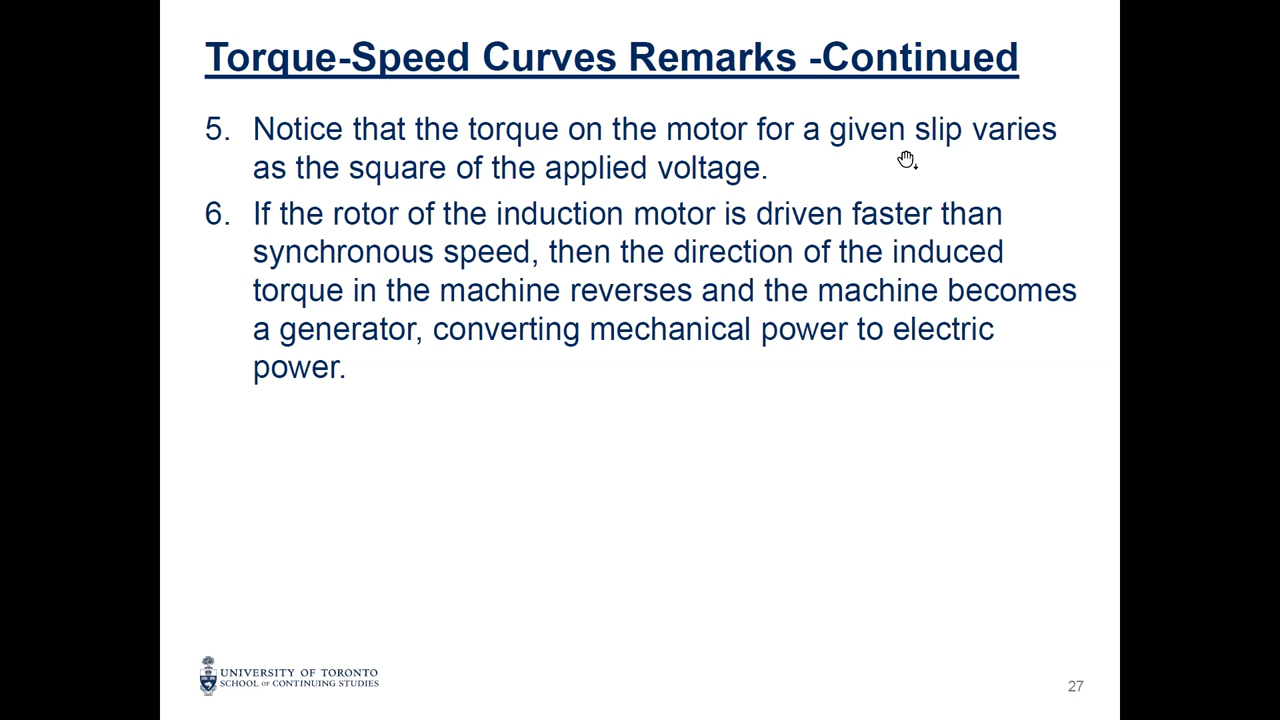 Torque-Speed Curves Remarks -Continued
5. Notice that the torque on the motor for a given slip varies
as the square of the applied voltage.
6. If the rotor of the induction motor is driven faster than
synchronous speed, then the direction of the induced
torque in the machine reverses and the machine becomes
a generator, converting mechanical power to electric
power.
UNIVERSITY OF TORONTO
SCHOOL OF CONTINUING STUDIES
27